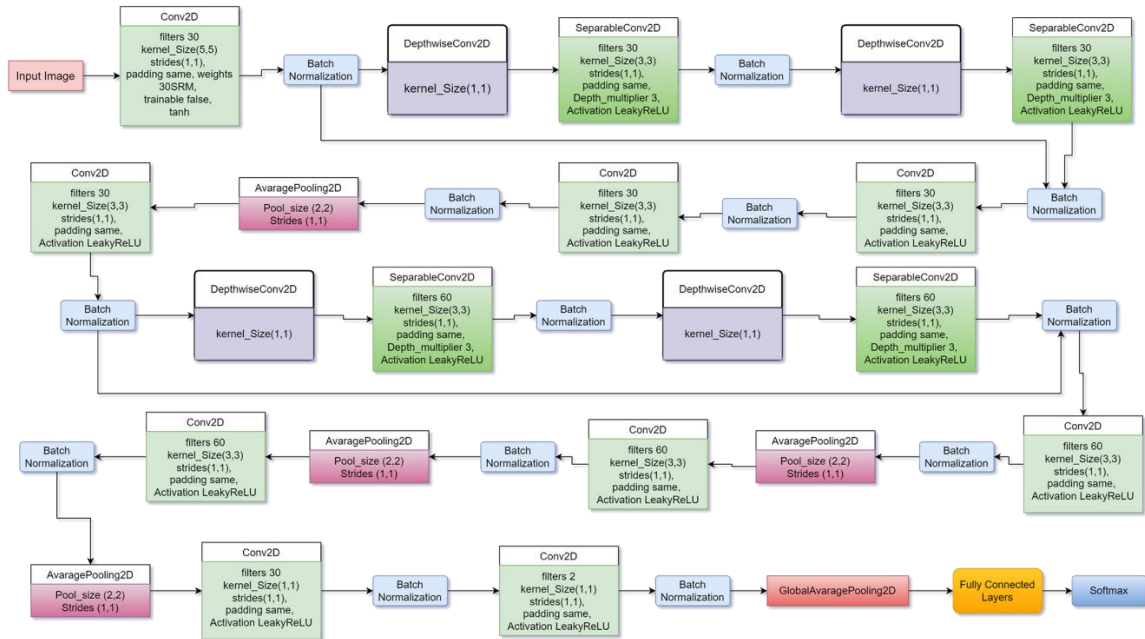 Input Image
Conv2D
filters 30
kernel_Size(5,5)
strides(1,1),
padding same, weights
30SRM,
trainable false,
tanh
Batch
Normalization
DepthwiseConv2D
kernel_Size(1,1)
SeparableConv2D
filters 30
kernel_Size(3,3)
strides(1,1),
padding same,
Depth_multiplier 3,
Activation LeakyReLU
Batch
Normalization
DepthwiseConv2D
kernel_Size(1,1)
SeparableConv2D
filters 30
kernel_Size(3,3)
strides(1,1),
padding same,
Depth_multiplier 3,
Activation LeakyReLU
Batch
Normalization
Conv2D
filters 30
kernel_Size(3,3)
strides(1,1),
padding same,
Activation LeakyReLU
Batch
Normalization
Conv2D
filters 30
kernel_Size(3,3)
strides(1,1),
padding same,
Activation LeakyReLU
Batch
Normalization
AvaragePooling2D
Pool_size (2,2)
Strides (1,1)
Conv2D
filters 30
kernel_Size(3,3)
strides(1,1),
padding same,
Activation LeakyReLU
Batch
Normalization
DepthwiseConv2D
kernel_Size(1,1)
SeparableConv2D
filters 60
kernel_Size(3,3)
strides(1,1),
padding same,
Depth_multiplier 3,
Activation LeakyReLU
Batch
Normalization
DepthwiseConv2D
kernel_Size(1,1)
SeparableConv2D
filters 60
kernel_Size(3,3)
strides(1,1),
padding same,
Depth_multiplier 3,
Activation LeakyReLU
Batch
Normalization
Conv2D
filters 60
kernel_Size(3,3)
strides(1,1),
padding same,
Activation LeakyReLU
Batch
Normalization
AvaragePooling2D
Pool_size (2,2)
Strides (1,1)
Conv2D
filters 60
kernel_Size(3,3)
strides(1,1),
padding same,
Activation LeakyReLU
Batch
Normalization
AvaragePooling2D
Pool_size (2,2)
Strides (1,1)
Conv2D
filters 60
kernel_Size(3,3)
strides(1,1),
padding same,
Activation LeakyReLU
Batch
Normalization
AvaragePooling2D
Pool_size (2,2)
Strides (1,1)
Conv2D
filters 30
kernel_Size(1,1)
strides(1,1),
padding same,
Activation LeakyReLU
Batch
Normalization
Conv2D
filters 2
kernel_Size(1,1)
strides(1,1),
padding same,
Activation LeakyReLU
Batch
Normalization
GlobalAvaragePooling2D
Fully Connected
Layers
Softmax